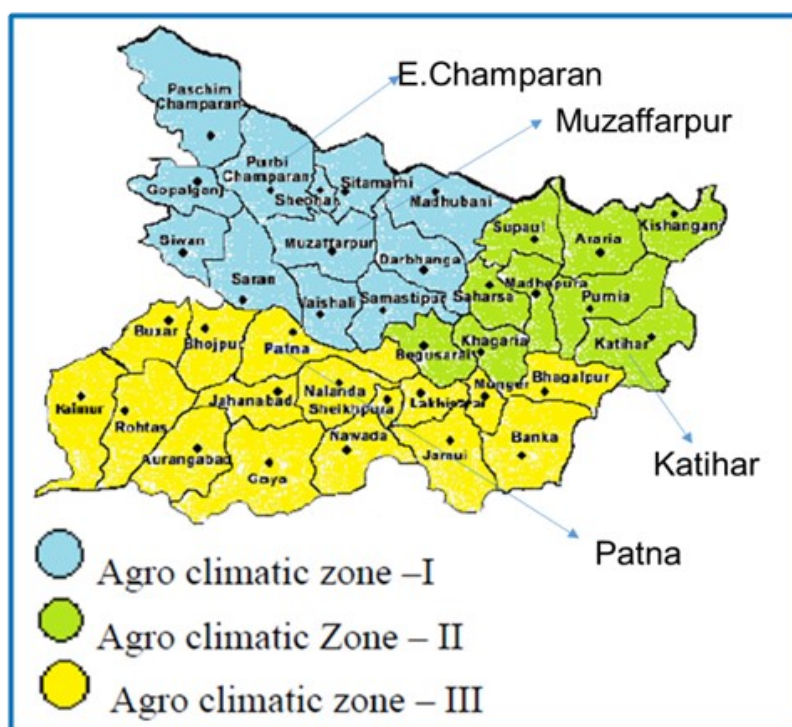 E.Champaran
Muzaffarpur
Paschim
Champaran
Purbi
Champaran
Sitamarhi
Sheohar
Gopalganj
Madhubani
Siwan
Muzaffarpur
Darbhanga
Saran
Vaishali
Samastipur
Supaul
Araria
Kishanganj
Saharsa
Madhepura
Purnia
Begusarai
Khagaria
Katihar
Buxar
Bhojpur
Patna
Nalanda
Sheikhpura
Lakhisarai
Munger
Bhagalpur
Kaimur
Rohtas
Jahanabad
Aurangabad
Gaya
Nawada
Jamui
Banka
Katihar
Patna
Agro climatic zone –I
Agro climatic Zone – II
Agro climatic zone – III